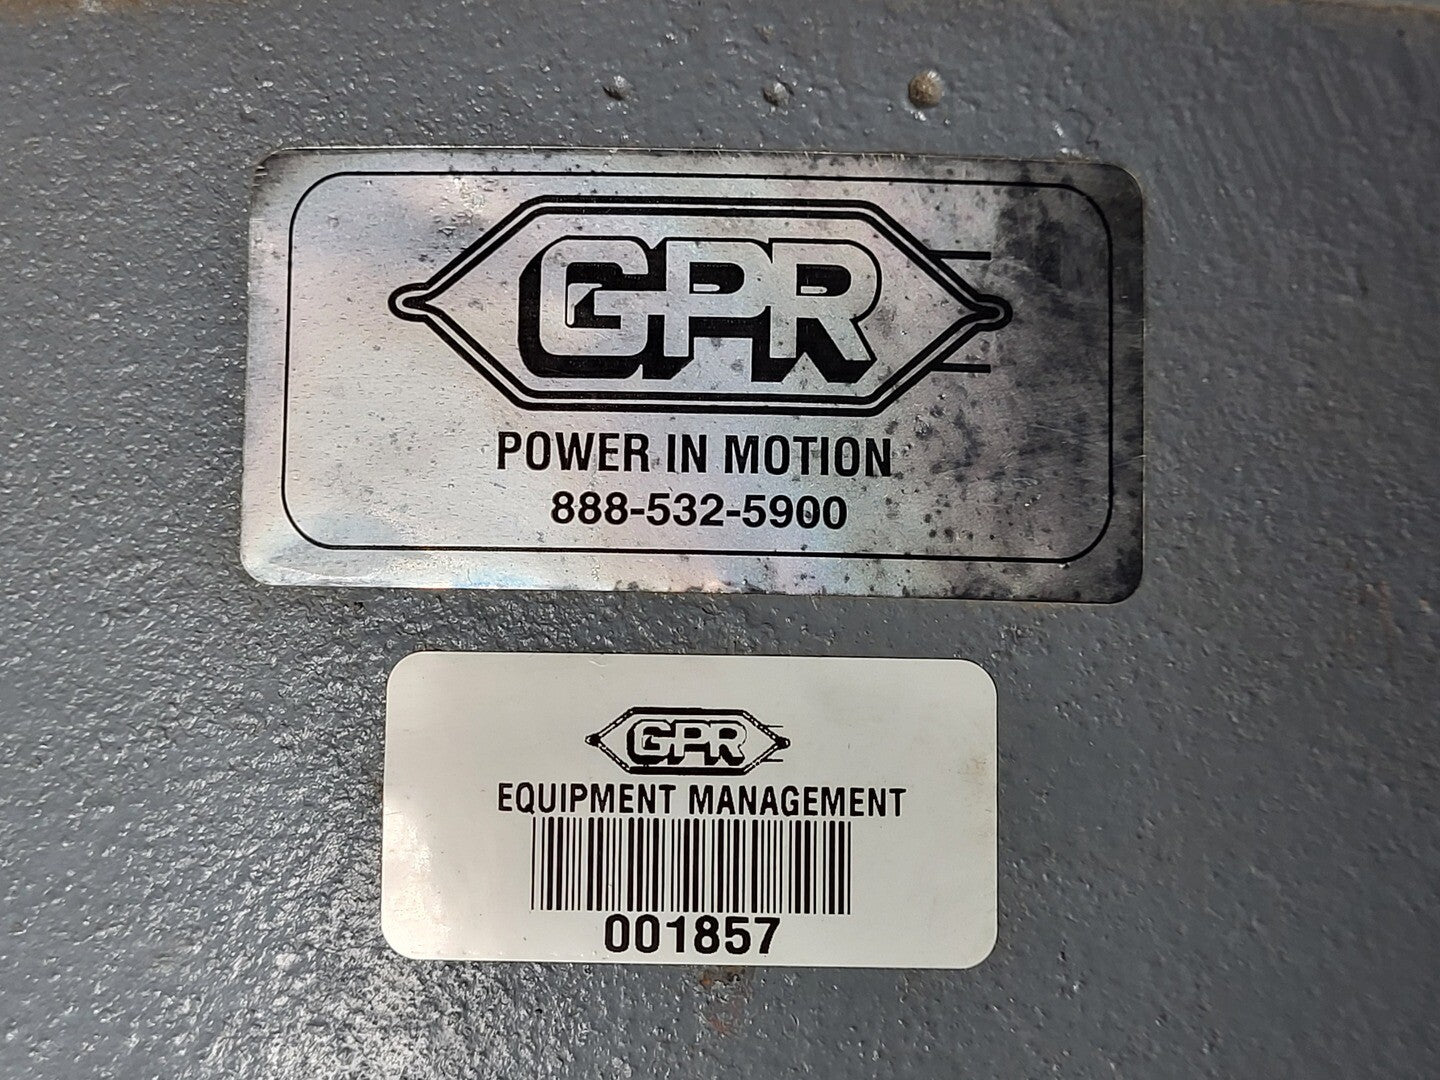 GPR
POWER IN MOTION
888-532-5900
GPR
EQUIPMENT MANAGEMENT
001857